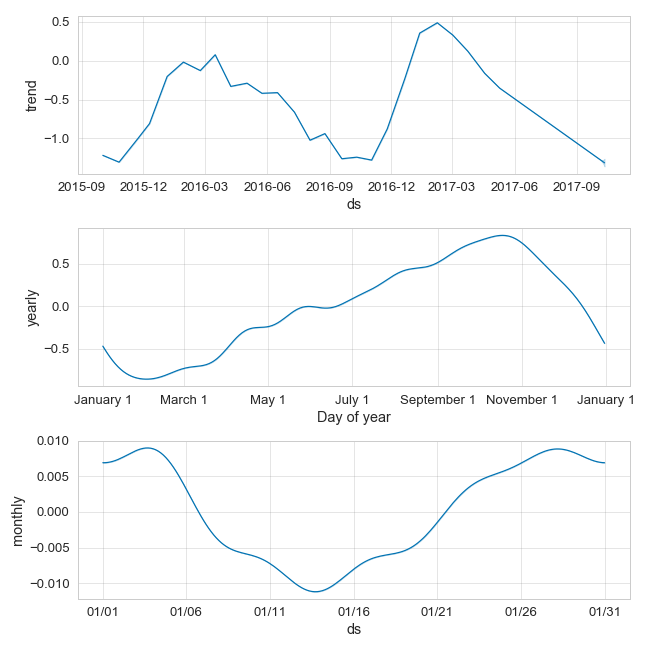 0.5
0.0
−0.5
−1.0
trend
2015-09 2015-12 2016-03 2016-06 2016-09 2016-12 2017-03 2017-06 2017-09
ds
0.5
0.0
−0.5
yearly
January 1 March 1 May 1 July 1 September 1 November 1 January 1
Day of year
0.010
0.005
0.000
−0.005
−0.010
monthly
01/01 01/06 01/11 01/16 01/21 01/26 01/31
ds